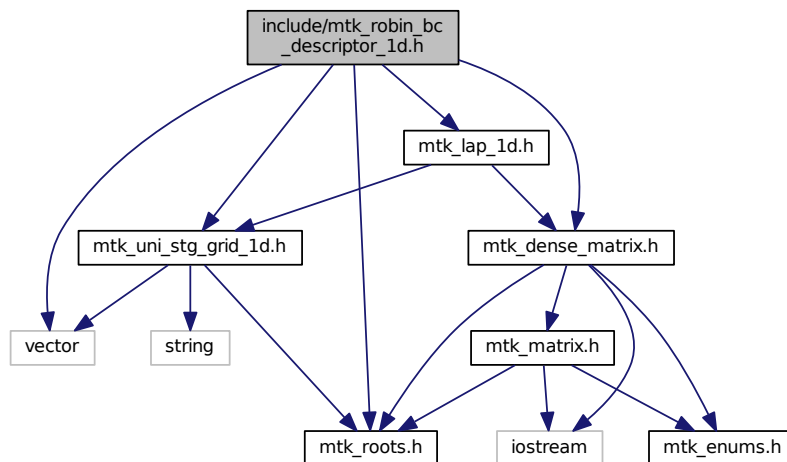 include/mtk_robin_bc
_descriptor_1d.h
mtk_lap_1d.h
mtk_uni_stg_grid_1d.h
mtk_dense_matrix.h
vector
string
mtk_matrix.h
mtk_roots.h
iostream
mtk_enums.h